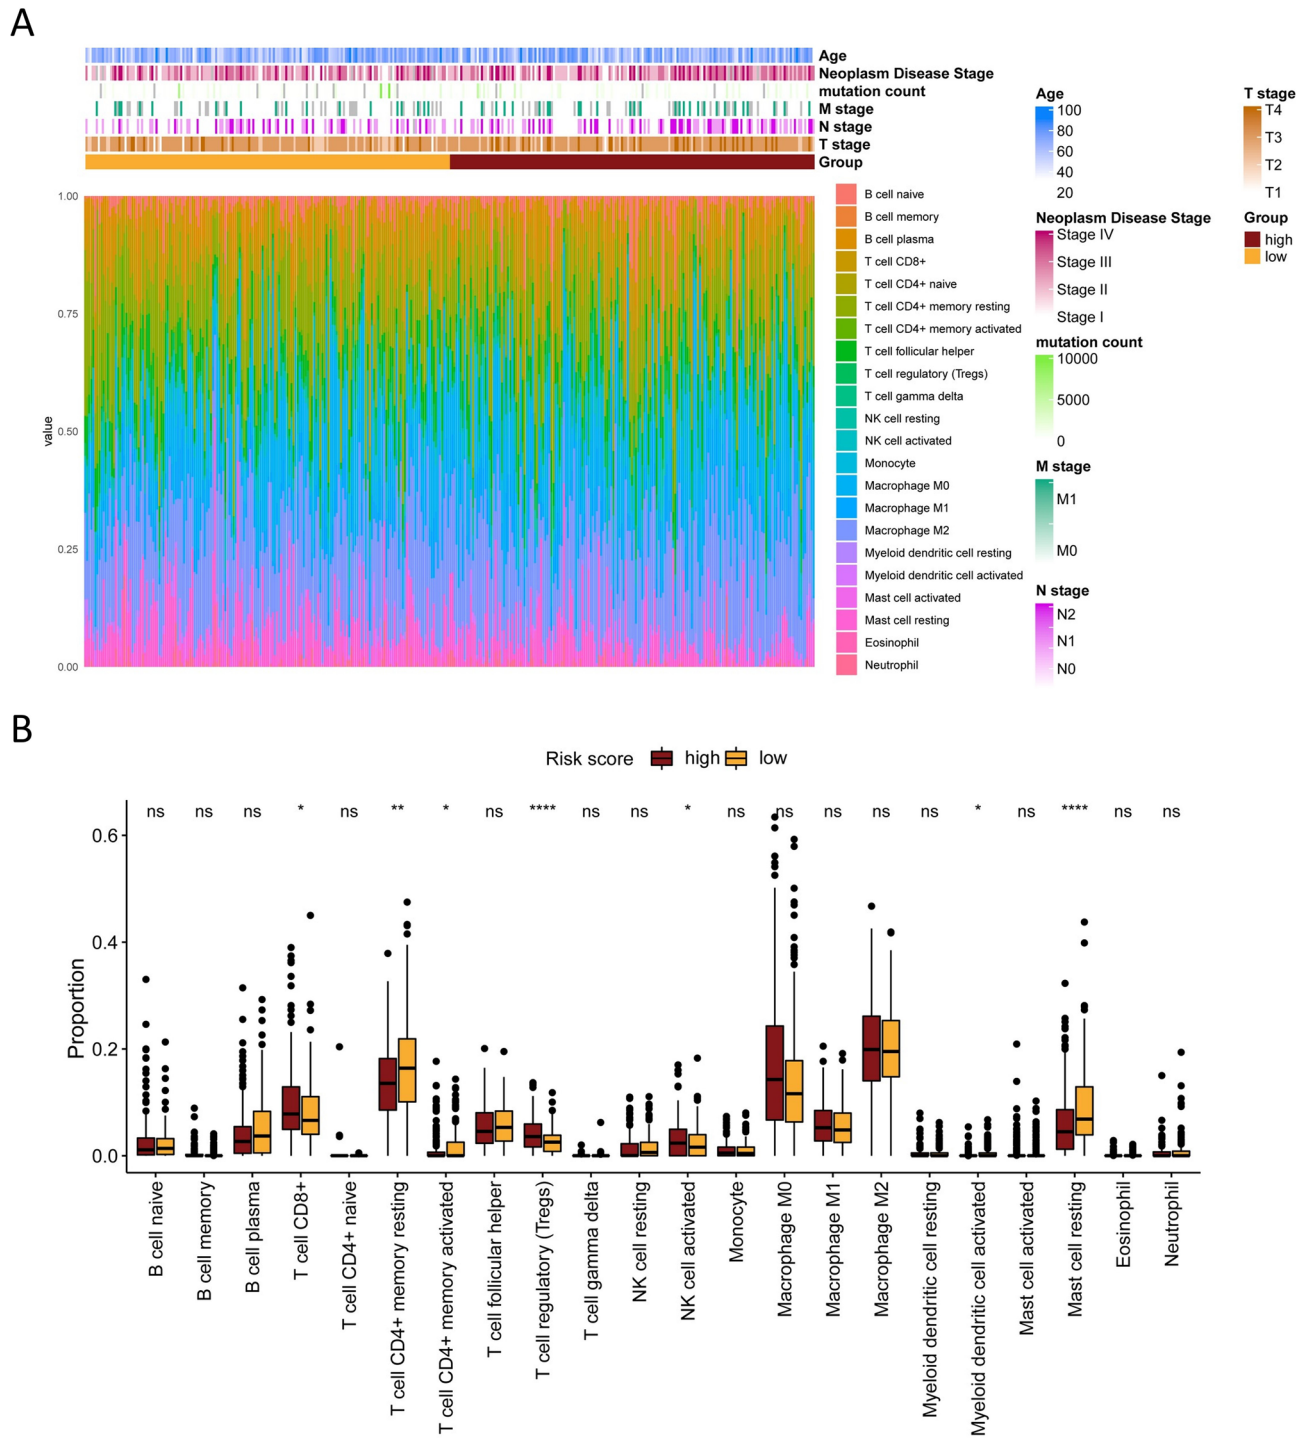 A
Age
Neoplasm Disease Stage
mutation count
M stage
N stage
T stage
Group
1.00
0.75
0.50
0.25
0.00
value
B cell naive
B cell memory
B cell plasma
T cell CD8+
T cell CD4+ naive
T cell CD4+ memory resting
T cell CD4+ memory activated
T cell follicular helper
T cell regulatory (Tregs)
T cell gamma delta
NK cell resting
NK cell activated
Monocyte
Macrophage M0
Macrophage M1
Macrophage M2
Myeloid dendritic cell resting
Myeloid dendritic cell activated
Mast cell activated
Mast cell resting
Eosinophil
Neutrophil
Age
100
80
60
40
20
Neoplasm Disease Stage
Stage IV
Stage III
Stage II
Stage I
mutation count
10000
5000
0
M stage
M1
M0
N stage
N2
N1
N0
T stage
T4
T3
T2
T1
Group
high
low
B
Risk score high low
ns ns ns * ns ** * ns **** ns ns * ns ns ns ns ns * ns **** ns ns
0.6
0.4
0.2
0.0
Proportion
B cell naive
B cell memory
B cell plasma
T cell CD8+
T cell CD4+ naive
T cell CD4+ memory resting
T cell CD4+ memory activated
T cell follicular helper
T cell regulatory (Tregs)
T cell gamma delta
NK cell resting
NK cell activated
Monocyte
Macrophage M0
Macrophage M1
Macrophage M2
Myeloid dendritic cell resting
Myeloid dendritic cell activated
Mast cell activated
Mast cell resting
Eosinophil
Neutrophil